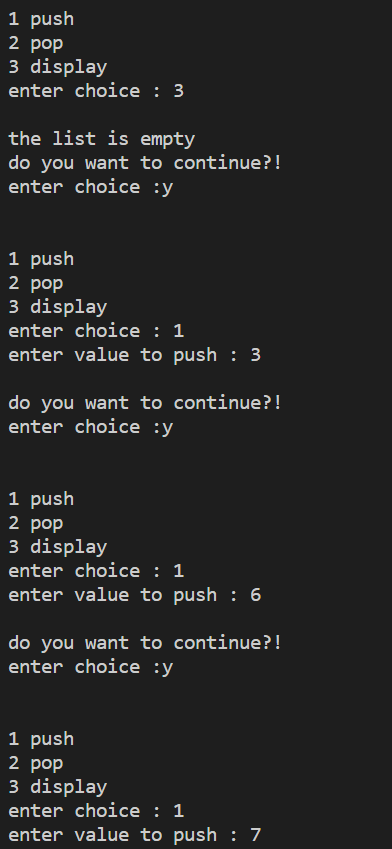 1 push
2 pop
3 display
enter choice : 3
the list is empty
do you want to continue?!
enter choice :y
1 push
2 pop
3 display
enter choice : 1
enter value to push : 3
do you want to continue?!
enter choice :y
1 push
2 pop
3 display
enter choice : 1
enter value to push : 6
do you want to continue?!
enter choice :y
1 push
2 pop
3 display
enter choice : 1
enter value to push : 7